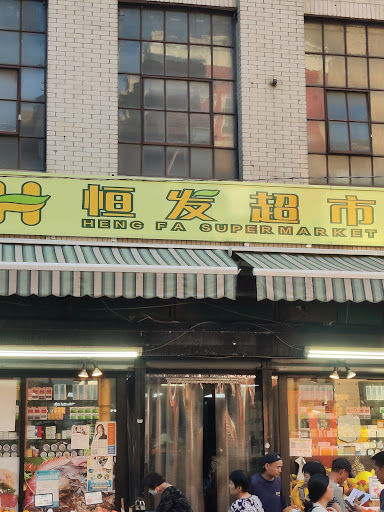 恒发超市
HENG FA SUPERMARKET